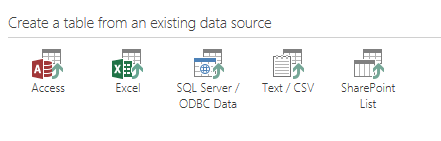 Create a table from an existing data source
Access
Excel
SQL Server /
ODBC Data
Text / CSV
SharePoint
List